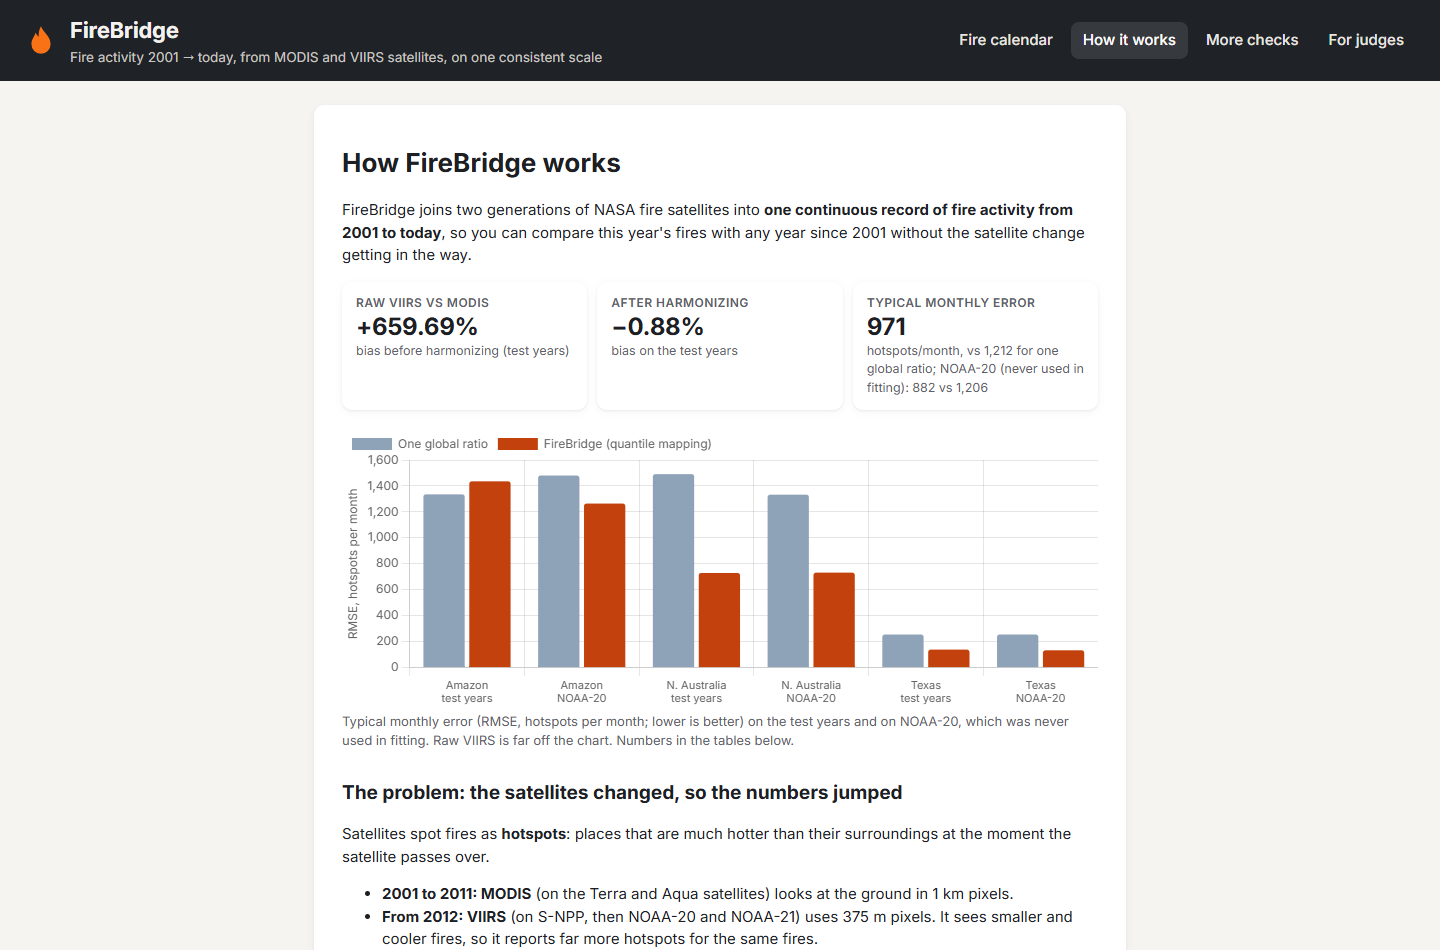 FireBridge
Fire activity 2001 → today, from MODIS and VIIRS satellites, on one consistent scale
Fire calendar
How it works
More checks
For judges
How FireBridge works
FireBridge joins two generations of NASA fire satellites into one continuous record of fire activity from
2001 to today, so you can compare this year's fires with any year since 2001 without the satellite change
getting in the way.
RAW VIIRS VS MODIS
+659.69%
bias before harmonizing (test years)
AFTER HARMONIZING
−0.88%
bias on the test years
TYPICAL MONTHLY ERROR
971
hotspots/month, vs 1,212 for one
global ratio; NOAA-20 (never used in
fitting): 882 vs 1,206
One global ratio
FireBridge (quantile mapping)
RMSE, hotspots per month
1,600
1,400
1,200
1,000
800
600
400
200
0
Amazon
test years
Amazon
NOAA-20
N. Australia
test years
N. Australia
NOAA-20
Texas
test years
Texas
NOAA-20
Typical monthly error (RMSE, hotspots per month; lower is better) on the test years and on NOAA-20, which was never
used in fitting. Raw VIIRS is far off the chart. Numbers in the tables below.
The problem: the satellites changed, so the numbers jumped
Satellites spot fires as hotspots: places that are much hotter than their surroundings at the moment the
satellite passes over.
• 2001 to 2011: MODIS (on the Terra and Aqua satellites) looks at the ground in 1 km pixels.
• From 2012: VIIRS (on S-NPP, then NOAA-20 and NOAA-21) uses 375 m pixels. It sees smaller and
cooler fires, so it reports far more hotspots for the same fires.